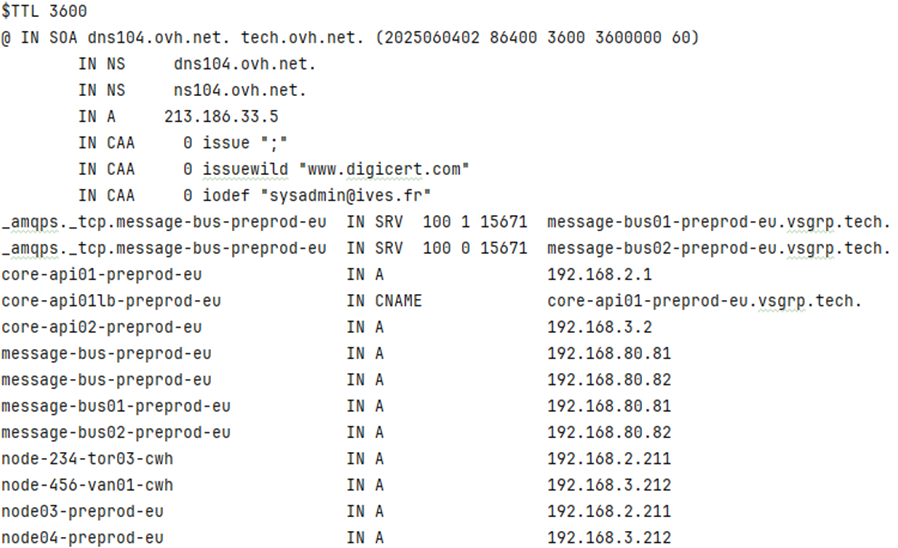 $TTL 3600
@ IN SOA dns104.ovh.net. tech.ovh.net. (2025060402 86400 3600 3600000 60)
IN NS dns104.ovh.net.
IN NS ns104.ovh.net.
IN A 213.186.33.5
IN CAA 0 issue ";"
IN CAA 0 issuewild "www.digicert.com"
IN CAA 0 iodef "sysadmin@ives.fr"
_amqps._tcp.message-bus-preprod-eu IN SRV 100 1 15671 message-bus01-preprod-eu.vsgrp.tech.
_amqps._tcp.message-bus-preprod-eu IN SRV 100 0 15671 message-bus02-preprod-eu.vsgrp.tech.
core-api01-preprod-eu IN A 192.168.2.1
core-api01lb-preprod-eu IN CNAME core-api01-preprod-eu.vsgrp.tech.
core-api02-preprod-eu IN A 192.168.3.2
message-bus-preprod-eu IN A 192.168.80.81
message-bus-preprod-eu IN A 192.168.80.82
message-bus01-preprod-eu IN A 192.168.80.81
message-bus02-preprod-eu IN A 192.168.80.82
node-234-tor03-cwh IN A 192.168.2.211
node-456-van01-cwh IN A 192.168.3.212
node03-preprod-eu IN A 192.168.2.211
node04-preprod-eu IN A 192.168.3.212